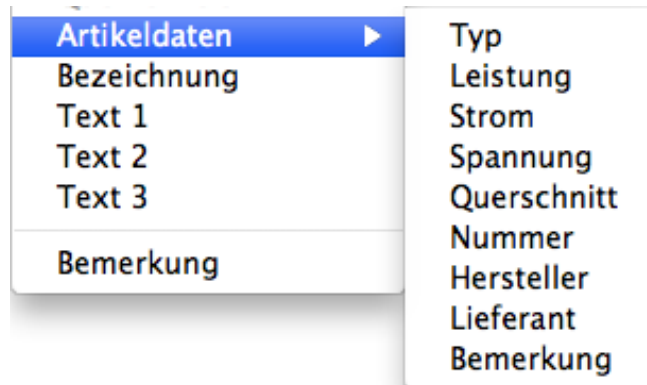 Artikeldaten
Bezeichnung
Text 1
Text 2
Text 3
Bemerkung
Typ
Leistung
Strom
Spannung
Querschnitt
Nummer
Hersteller
Lieferant
Bemerkung